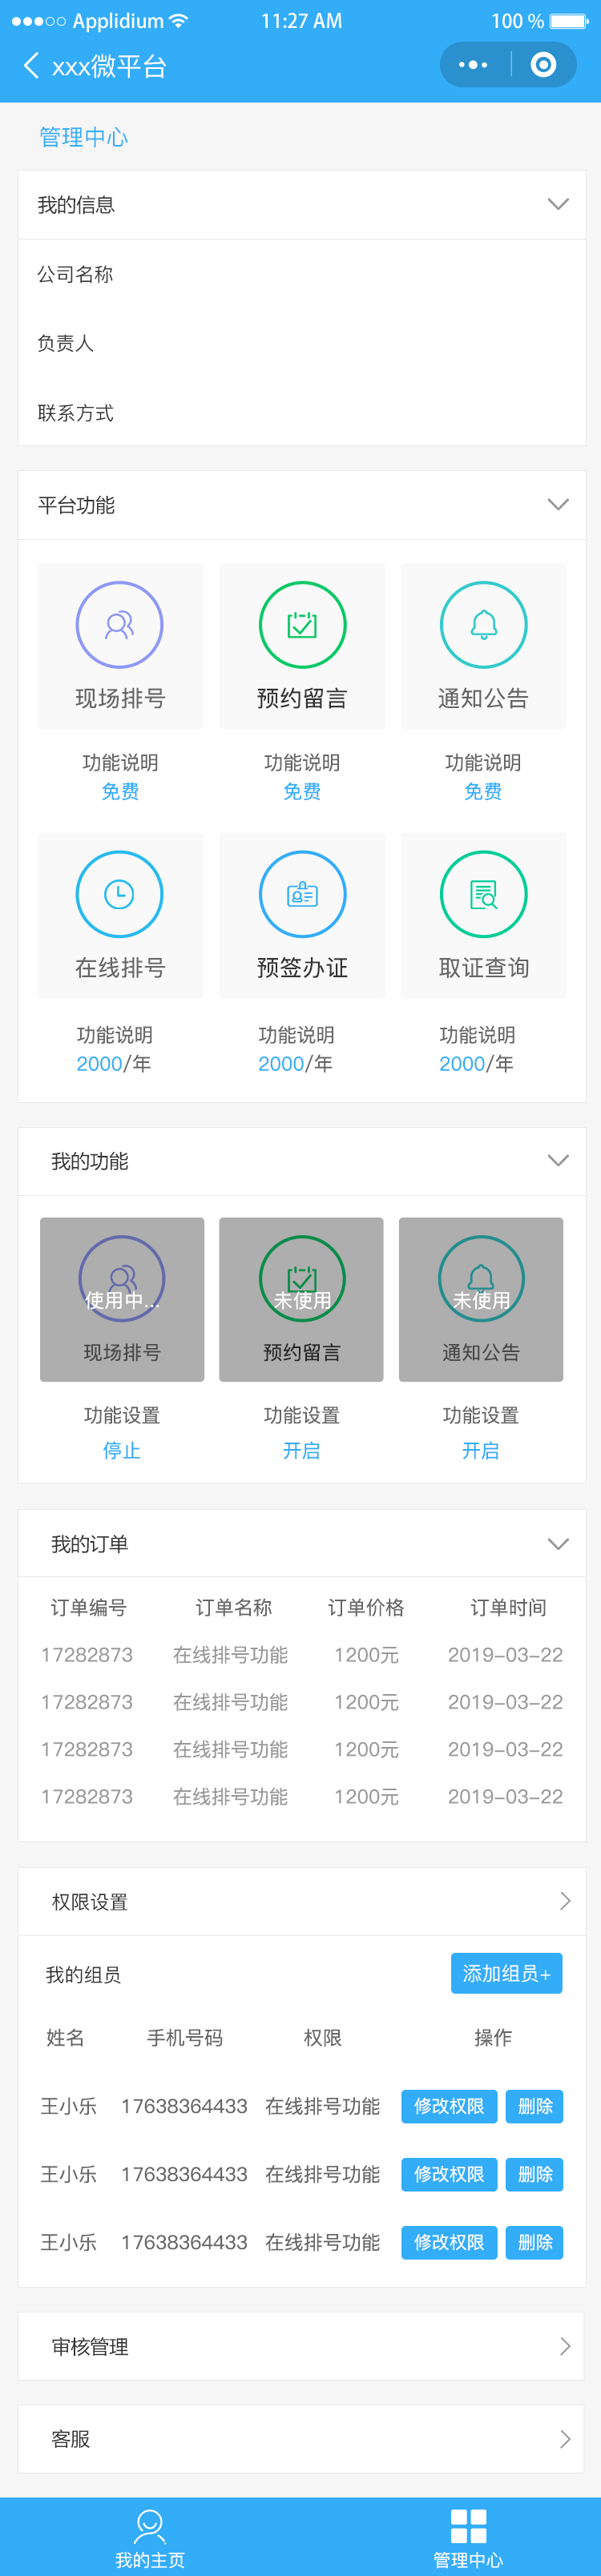 Applidium 11:27 AM 100 %
xxx微平台
管理中心
我的信息
公司名称
负责人
联系方式
平台功能
现场排号 预约留言 通知公告
功能说明 功能说明 功能说明
免费 免费 免费
在线排号 预签办证 取证查询
功能说明 功能说明 功能说明
2000/年 2000/年 2000/年
我的功能
使用中... 未使用 未使用
现场排号 预约留言 通知公告
功能设置 功能设置 功能设置
停止 开启 开启
我的订单
订单编号 订单名称 订单价格 订单时间
17282873 在线排号功能 1200元 2019-03-22
17282873 在线排号功能 1200元 2019-03-22
17282873 在线排号功能 1200元 2019-03-22
17282873 在线排号功能 1200元 2019-03-22
权限设置
我的组员 添加组员+
姓名 手机号码 权限 操作
王小乐 17638364433 在线排号功能 修改权限 删除
王小乐 17638364433 在线排号功能 修改权限 删除
王小乐 17638364433 在线排号功能 修改权限 删除
审核管理
客服
我的主页 管理中心